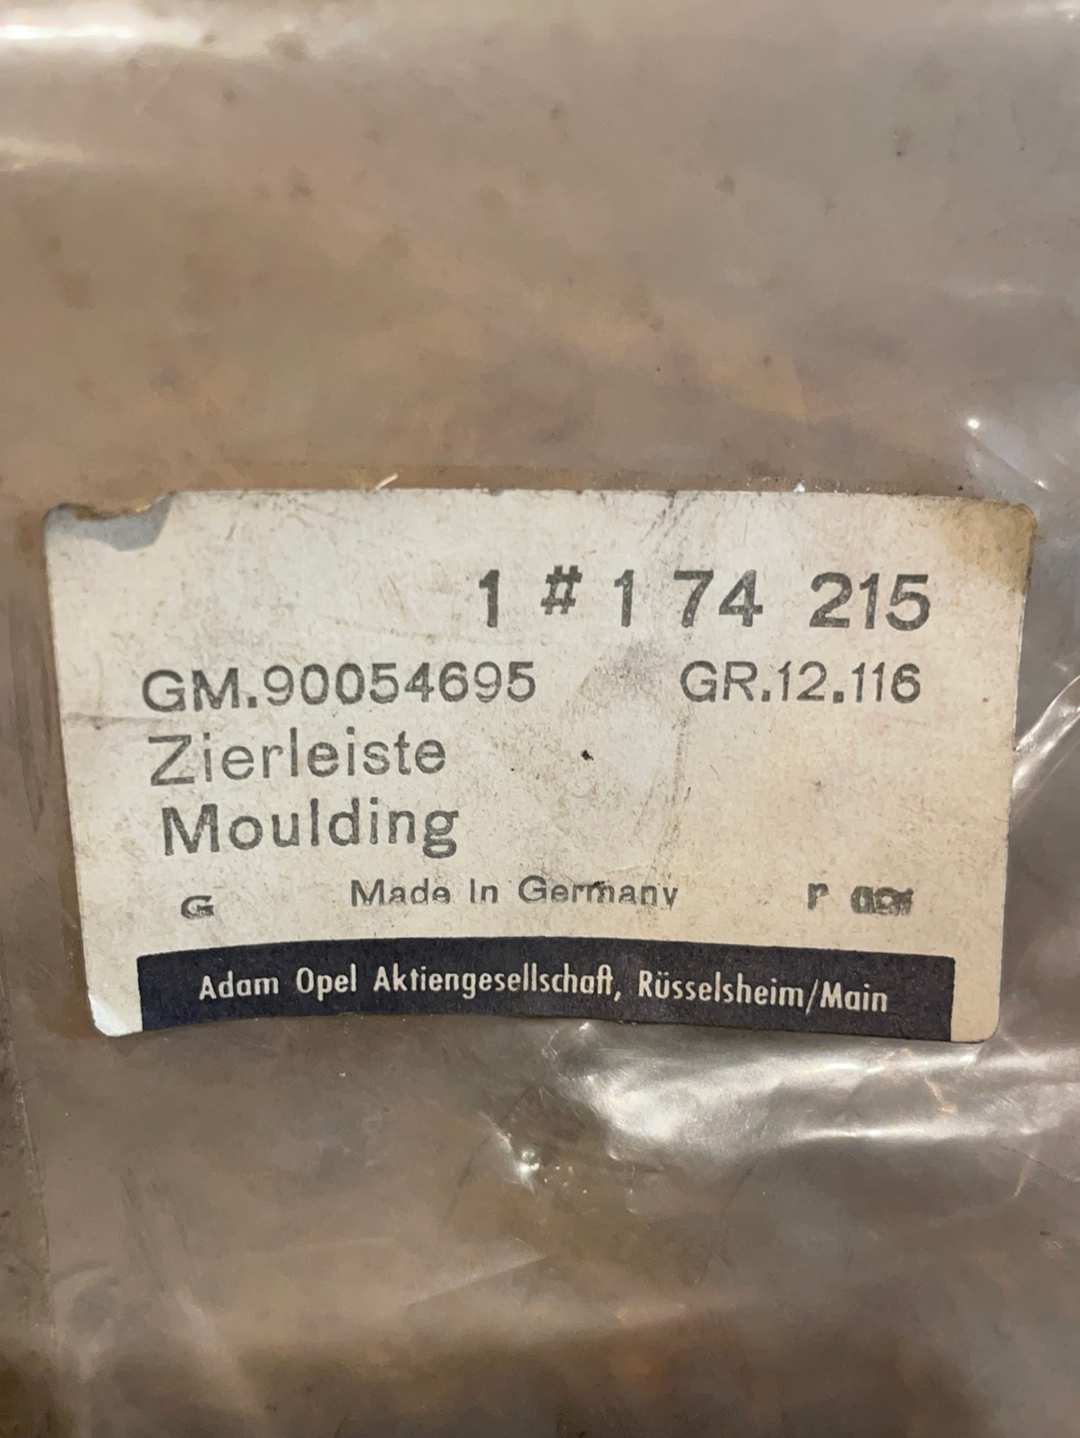 1 # 1 74 215
GM.90054695 GR.12.116
Zierleiste
Moulding
G Made In Germany
Adam Opel Aktiengesellschaft, Rüsselsheim/Main